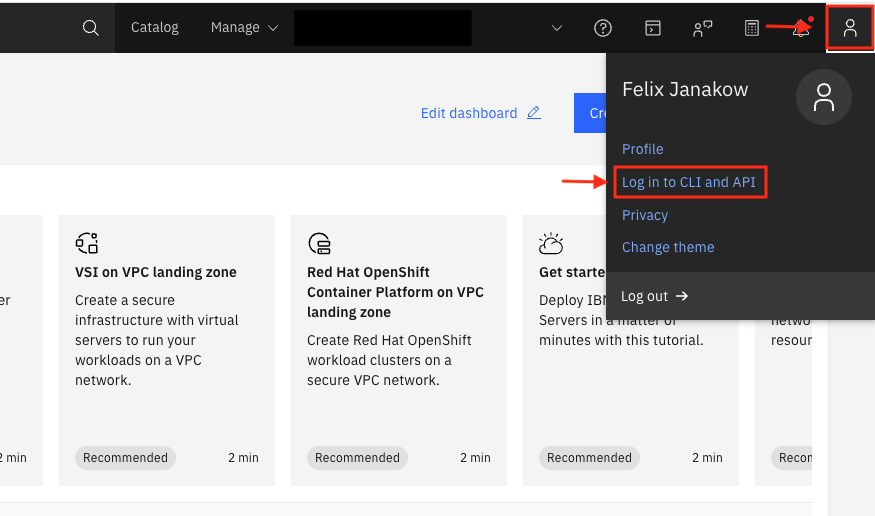 Catalog
Manage
Felix Janakow
Edit dashboard
Cr
Profile
Log in to CLI and API
Privacy
Change theme
Log out
er
2 min
VSI on VPC landing zone
Create a secure
infrastructure with virtual
servers to run your
workloads on a VPC
network.
Recommended
2 min
Red Hat OpenShift
Container Platform on VPC
landing zone
Create Red Hat OpenShift
workload clusters on a
secure VPC network.
Recommended
2 min
Get starte
Deploy IBM
Servers in a matter of
minutes with this tutorial.
Recommended
2 min
netwo
resour
Recon